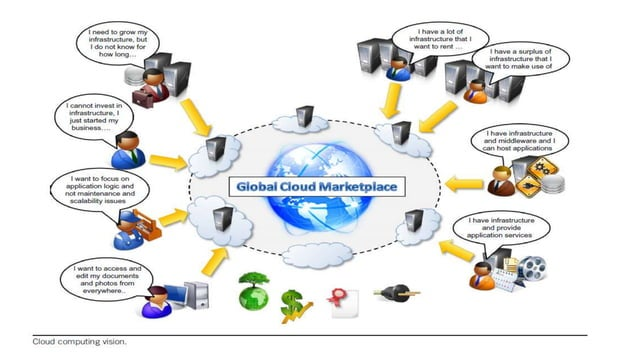 I need to grow my
infrastructure, but
I do not know for
how long…
I have a lot of
infrastructure that I
want to rent …
I have a surplus of
infrastructure that I
want to make use of
I cannot invest in
infrastructure, I
just started my
business….
I have infrastructure
and middleware and I
can host applications
Global Cloud Marketplace
I want to focus on
application logic and
not maintenance and
scalability issues
I have infrastructure
and provide
application services
I want to access and
edit my documents
and photos from
everywhere..
Cloud computing vision.